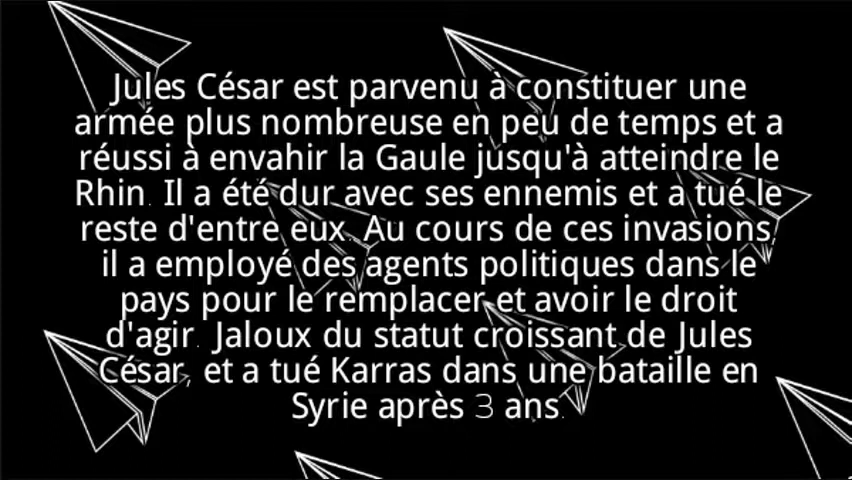 Jules César est parvenu à constituer une
armée plus nombreuse en peu de temps et a
réussi à envahir la Gaule jusqu'à atteindre le
Rhin. Il a été dur avec ses ennemis et a tué le
reste d'entre eux. Au cours de ces invasions,
il a employé des agents politiques dans le
pays pour le remplacer et avoir le droit
d'agir. Jaloux du statut croissant de Jules
César, et a tué Karras dans une bataille en
Syrie après 3 ans.